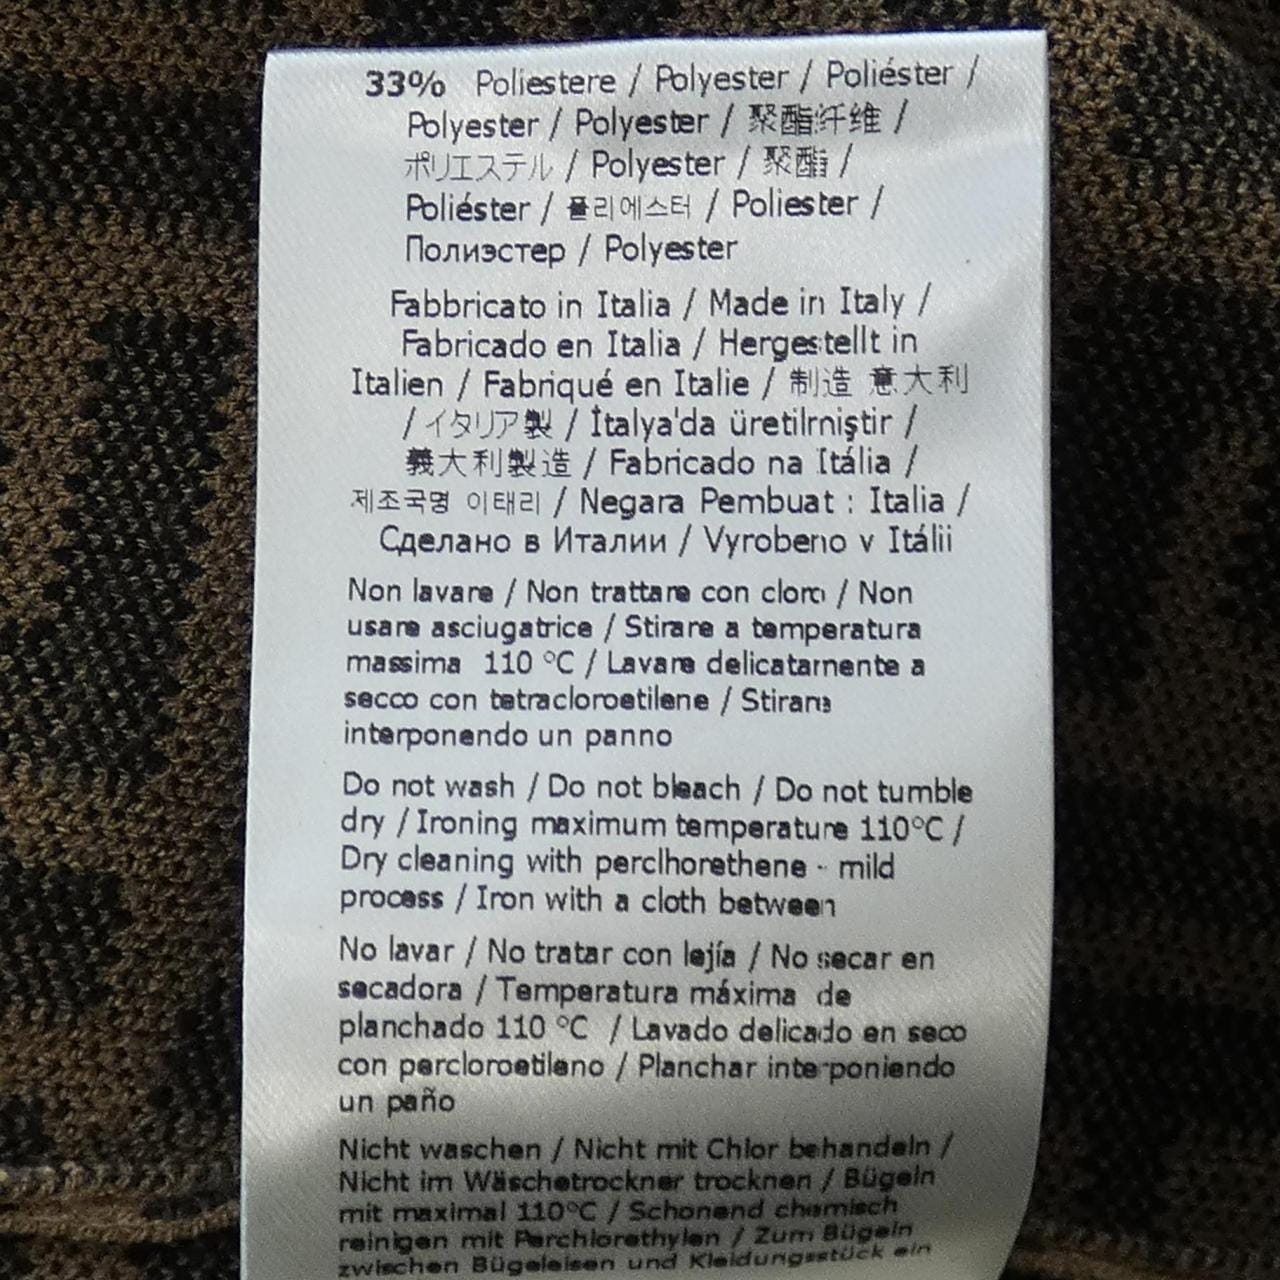 33% Poliestere / Polyester / Poliéster /
Polyester / Polyester / 聚酯纤维 /
ポリエステル / Polyester / 聚酯 /
Poliéster / 폴리에스터 / Poliester /
Полиэстер / Polyester
Fabbricato in Italia / Made in Italy /
Fabricado en Italia / Hergestellt in
Italien / Fabriqué en Italie / 制造 意大利
/ イタリア製 / İtalya'da üretilmiştir /
義大利製造 / Fabricado na Itália /
제조국명 이태리 / Negara Pembuat : Italia /
Сделано в Италии / Vyrobeno v Itálii
Non lavare / Non trattare con cloro / Non
usare asciugatrice / Stirare a temperatura
massima 110 °C / Lavare delicatamente a
secco con tetracloroetilene / Stirare
interponendo un panno
Do not wash / Do not bleach / Do not tumble
dry / Ironing maximum temperature 110°C /
Dry cleaning with perclhorethene - mild
process / Iron with a cloth between
No lavar / No tratar con lejía / No secar en
secadora / Temperatura máxima de
planchado 110 °C / Lavado delicado en seco
con percloroetileno / Planchar interponiendo
un paño
Nicht waschen / Nicht mit Chlor behandeln /
Nicht im Wäschetrockner trocknen / Bügeln
mit maximal 110°C / Schonend chemisch
reinigen mit Perchlorethylen / Zum Bügeln
zwischen Bügeleisen und Kleidungsstück ein